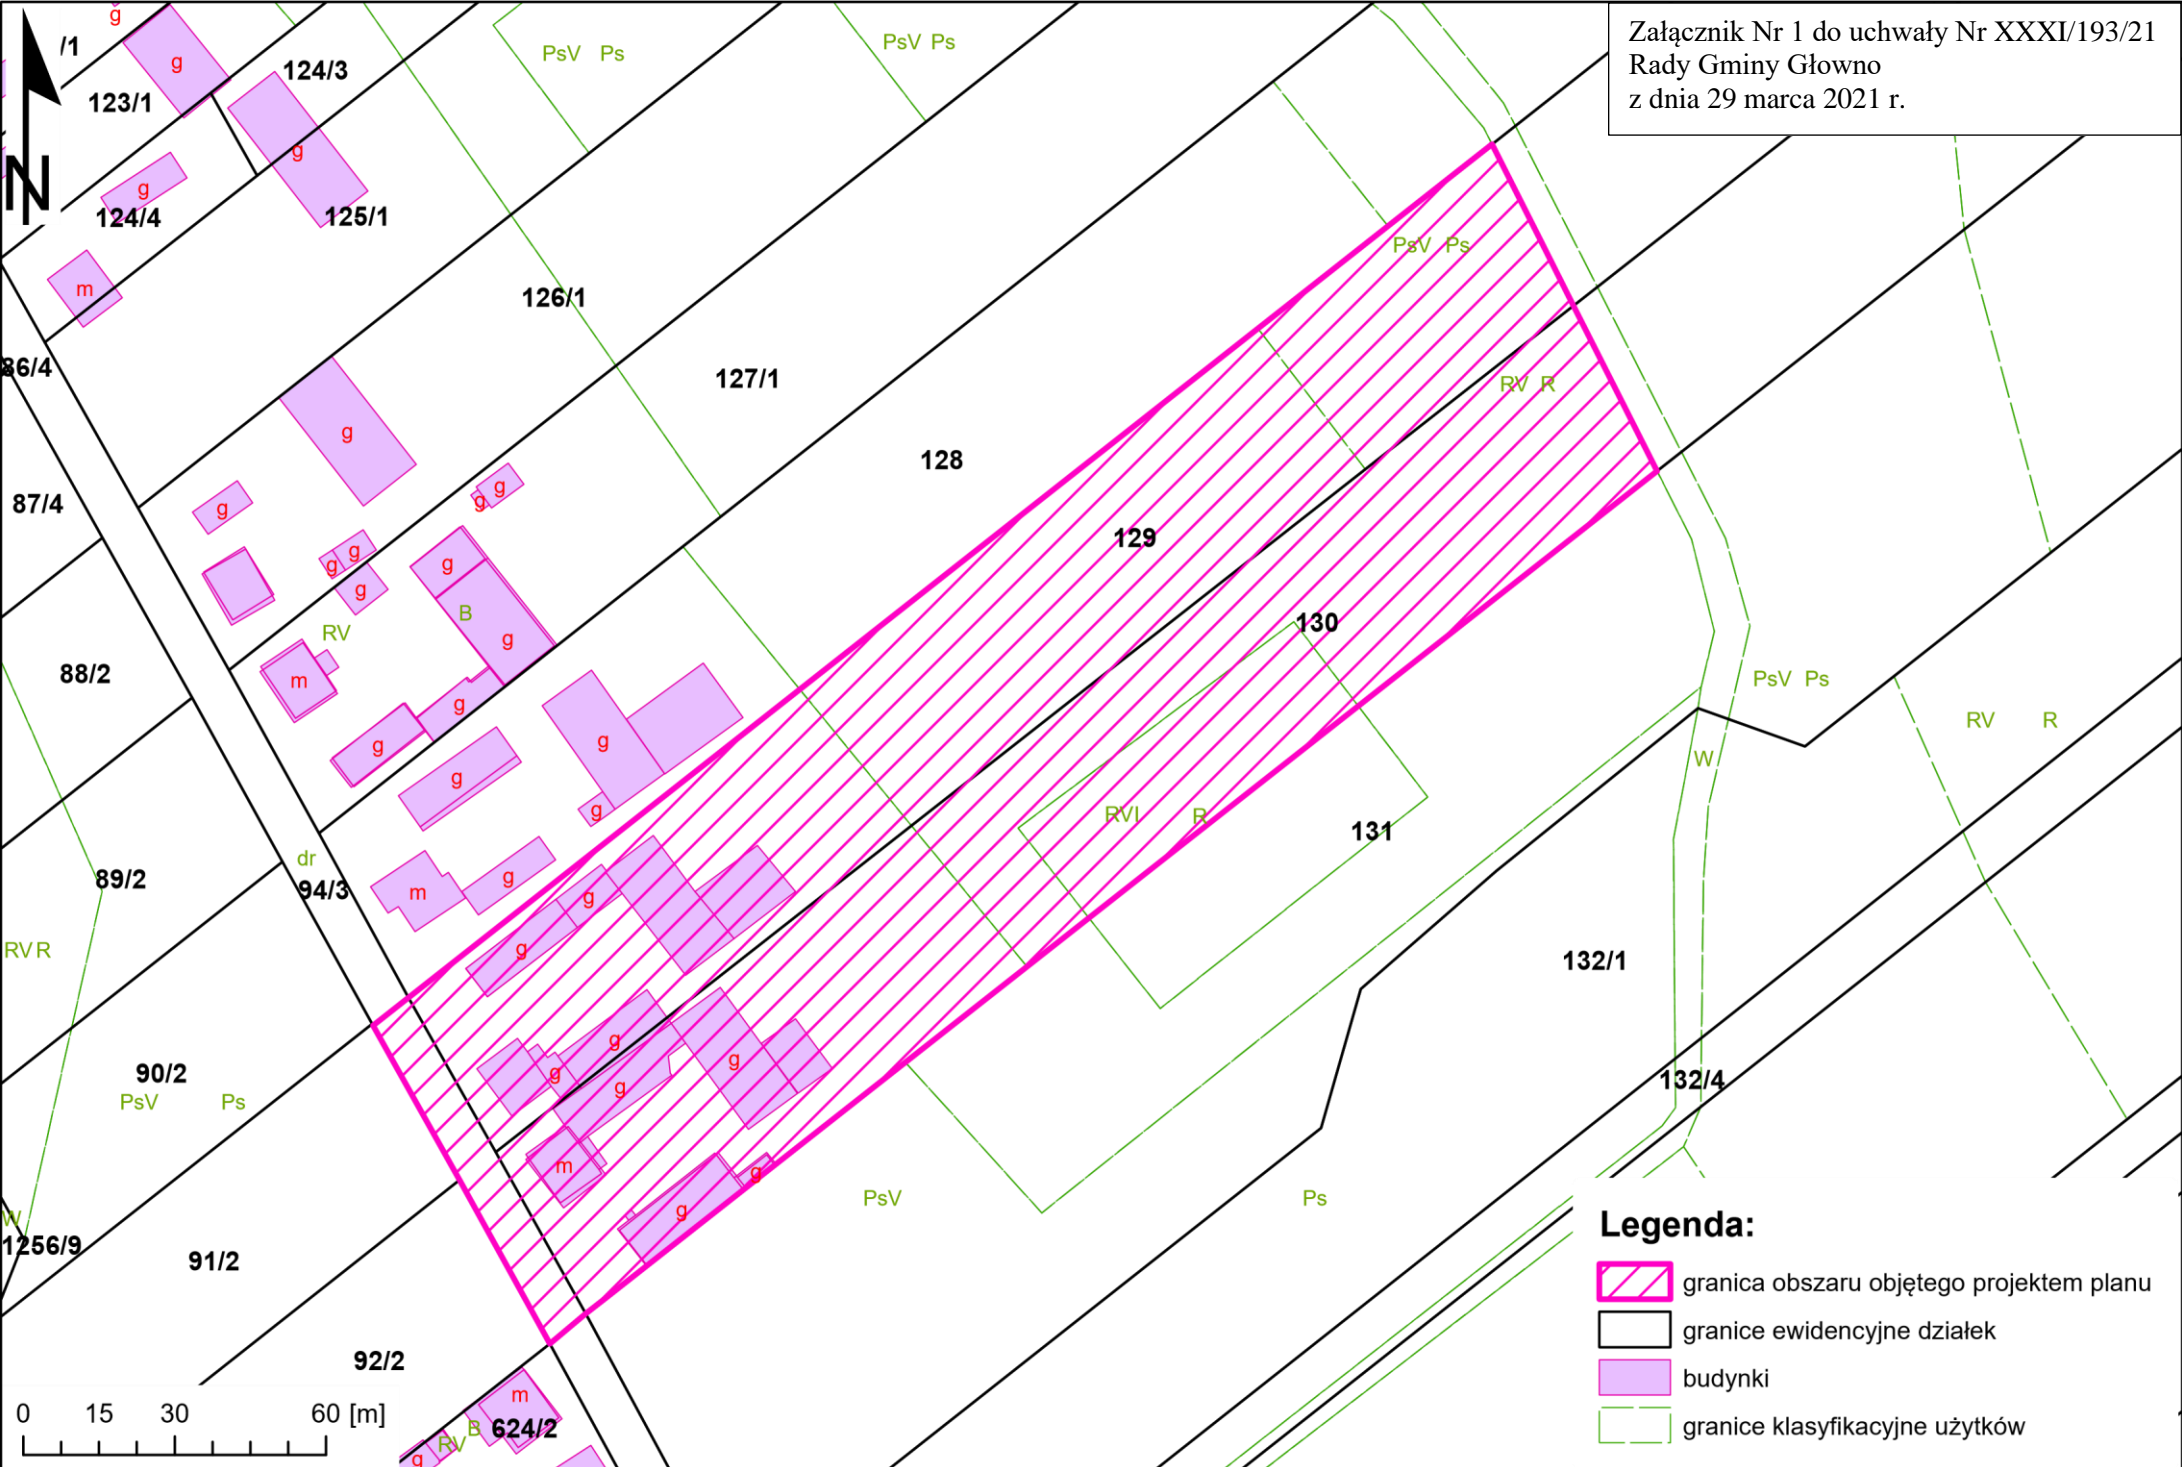 Załącznik Nr 1 do uchwały Nr XXXI/193/21
Rady Gminy Głowno
z dnia 29 marca 2021 r.
g
/1
g
124/3
PsV Ps
PsV Ps
123/1
g
N
g
124/4
125/1
PsV Ps
m
126/1
86/4
127/1
RV R
g
128
87/4
g
g
g
129
g
g
g
g
B
RV
130
g
88/2
m
PsV Ps
g
RV R
g
g
W
g
g
RVI R
131
dr
89/2
94/3
m
g
g
RV R
g
132/1
g
90/2
g
g
g
132/4
PsV Ps
m
g
PsV
Ps
W
g
1256/9
91/2
92/2
m
624/2
B
RV
g
0 15 30 60 [m]
Legenda:
granica obszaru objętego projektem planu
granice ewidencyjne działek
budynki
granice klasyfikacyjne użytków